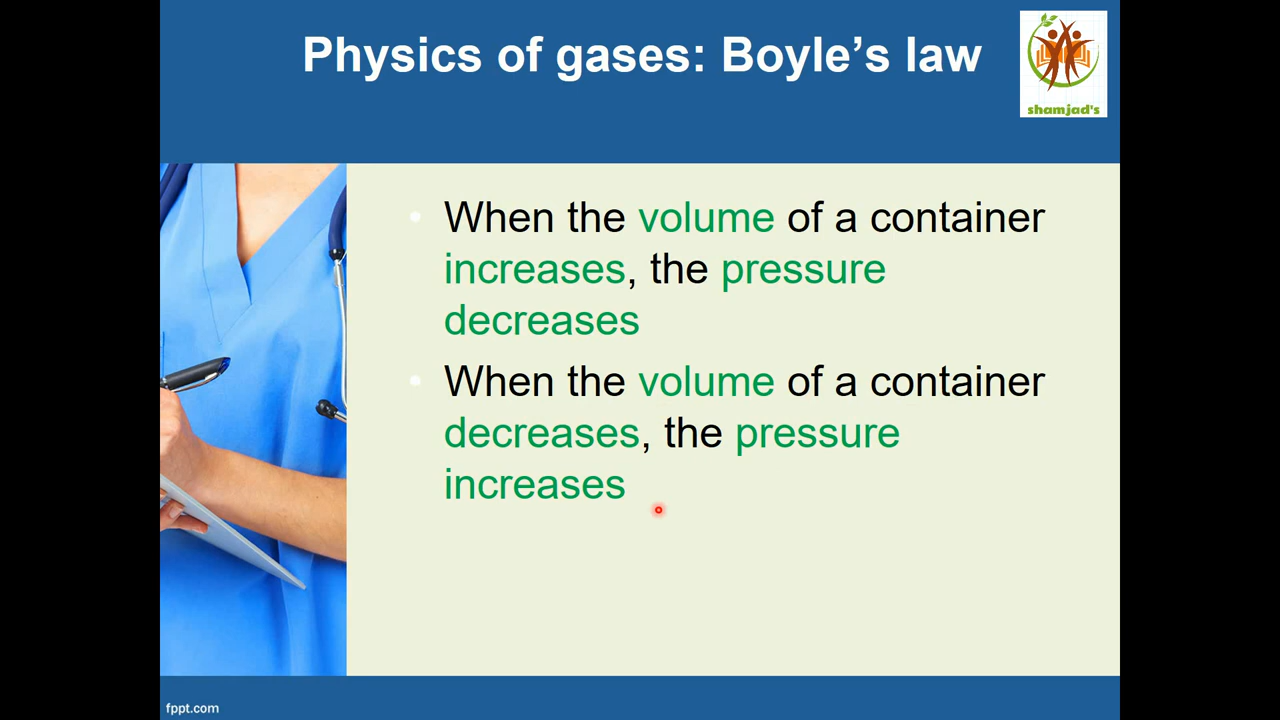 Physics of gases: Boyle’s law
shamjad's
• When the volume of a container
increases, the pressure
decreases
• When the volume of a container
decreases, the pressure
increases
fppt.com